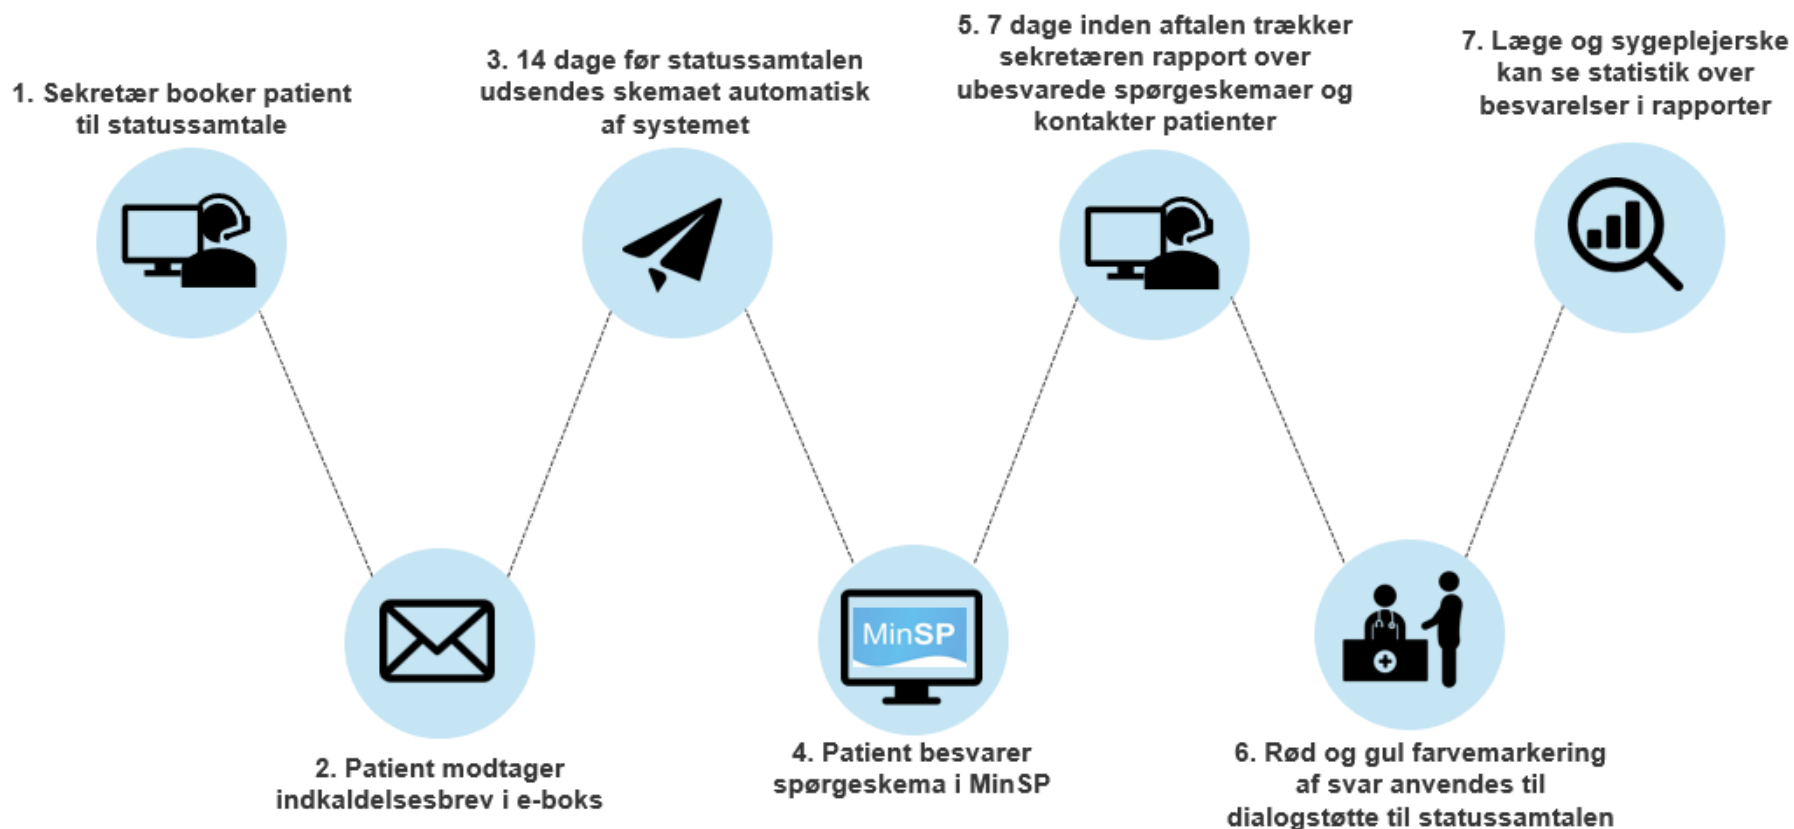 1. Sekretær booker patient
til statussamtale
2. Patient modtager
indkaldelsesbrev i e-boks
3. 14 dage før statussamtalen
udsendes skemaet automatisk
af systemet
MinSP
4. Patient besvarer
spørgeskema i MinSP
5. 7 dage inden aftalen trækker
sekretæren rapport over
ubesvarede spørgeskemaer og
kontakter patienter
6. Rød og gul farvemarkering
af svar anvendes til
dialogstøtte til statussamtalen
7. Læge og sygeplejerske
kan se statistik over
besvarelser i rapporter